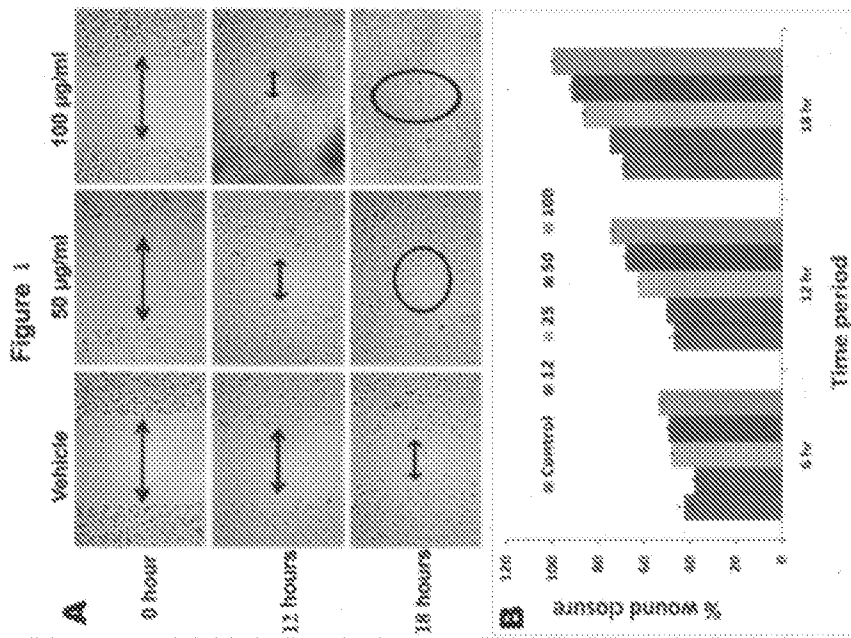 Figure 1
A
Vehicle 50 µg/ml 100 µg/ml
0 hour
11 hours
18 hours
B
% wound closure
120
100
80
60
40
20
0
Control 12 25 50 100
6 hr 12 hr 18 hr
Time period